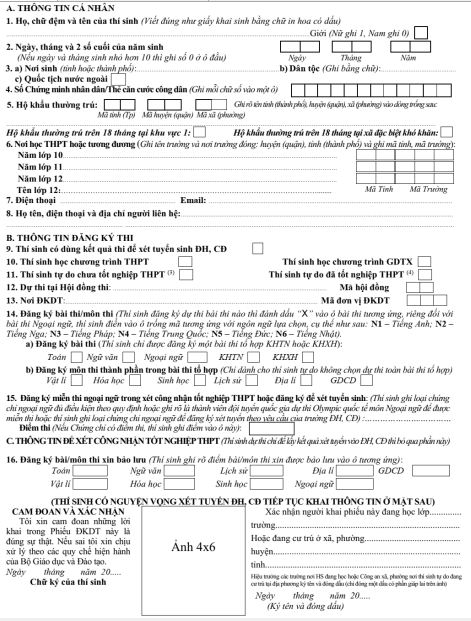 A. THÔNG TIN CÁ NHÂN
1. Họ, chữ đệm và tên của thí sinh (Viết đúng như giấy khai sinh bằng chữ in hoa có dấu)
Giới (Nữ ghi 1, Nam ghi 0)
2. Ngày, tháng và 2 số cuối của năm sinh
(Nếu ngày và tháng sinh nhỏ hơn 10 thì ghi số 0 ở ô đầu) Ngày Tháng Năm
3. a) Nơi sinh (tỉnh hoặc thành phố): b) Dân tộc (Ghi bằng chữ):
c) Quốc tịch nước ngoài
4. Số Chứng minh nhân dân/Thẻ căn cước công dân (Ghi mỗi chữ số vào một ô)
5. Hộ khẩu thường trú: Ghi rõ tên tỉnh (thành phố), huyện (quận), xã (phường) vào dòng trống sau:
Mã tỉnh (Tp) Mã huyện (quận) Mã xã (phường)
Hộ khẩu thường trú trên 18 tháng tại khu vực 1: Hộ khẩu thường trú trên 18 tháng tại xã đặc biệt khó khăn:
6. Nơi học THPT hoặc tương đương (Ghi tên trường và nơi trường đóng: huyện (quận), tỉnh (thành phố) và ghi mã tỉnh, mã trường):
Năm lớp 10
Năm lớp 11
Năm lớp 12
Tên lớp 12: Mã Tỉnh Mã Trường
7. Điện thoại Email:
8. Họ tên, điện thoại và địa chỉ người liên hệ:
B. THÔNG TIN ĐĂNG KÝ THI
9. Thí sinh có dùng kết quả thi để xét tuyển sinh ĐH, CĐ
10. Thí sinh học chương trình THPT Thí sinh học chương trình GDTX
11. Thí sinh tự do chưa tốt nghiệp THPT (3) Thí sinh tự do đã tốt nghiệp THPT (4)
12. Dự thi tại Hội đồng thi: Mã hội đồng
13. Nơi ĐKDT: Mã đơn vị ĐKDT
14. Đăng ký bài thi/môn thi (Thí sinh đăng ký dự thi bài thi nào thì đánh dấu "X" vào ô bài thi tương ứng, riêng đối với
bài thi Ngoại ngữ, thí sinh điền vào ô trống mã tương ứng với ngôn ngữ lựa chọn, cụ thể như sau: N1 – Tiếng Anh; N2 –
Tiếng Nga; N3 – Tiếng Pháp; N4 – Tiếng Trung Quốc; N5 – Tiếng Đức; N6 – Tiếng Nhật).
a) Đăng ký bài thi (Thí sinh chỉ được đăng ký một bài thi tổ hợp KHTN hoặc KHXH):
Toán Ngữ văn Ngoại ngữ KHTN KHXH
b) Đăng ký môn thi thành phần trong bài thi tổ hợp (Chỉ dành cho thí sinh tự do không chọn dự thi toàn bài thi tổ hợp)
Vật lí Hóa học Sinh học Lịch sử Địa lí GDCD
15. Đăng ký miễn thi ngoại ngữ trong xét công nhận tốt nghiệp THPT hoặc đăng ký để xét tuyển sinh: (Thí sinh ghi loại chứng
chỉ ngoại ngữ đủ điều kiện theo quy định hoặc ghi rõ là thành viên đội tuyển quốc gia dự thi Olympic quốc tế môn Ngoại ngữ để được
miễn thi hoặc thí sinh ghi loại chứng chỉ ngoại ngữ để đăng ký xét tuyển theo yêu cầu của trường ĐH, CĐ) :
Điểm thi (Nếu Chứng chỉ có điểm thi, thí sinh ghi điểm vào ô này):
C. THÔNG TIN ĐỂ XÉT CÔNG NHẬN TỐT NGHIỆP THPT (Thí sinh dự thi chỉ để lấy kết quả xét tuyển vào ĐH, CĐ thì bỏ qua phần này)
16. Đăng ký bài/môn thi xin bảo lưu (Thí sinh ghi rõ điểm bài/môn thi xin được bảo lưu vào ô tương ứng):
Toán Ngữ văn Lịch sử Địa lí GDCD
Vật lí Hóa học Sinh học Ngoại ngữ
(THÍ SINH CÓ NGUYỆN VỌNG XÉT TUYỂN ĐH, CĐ TIẾP TỤC KHAI THÔNG TIN Ở MẶT SAU)
CAM ĐOAN VÀ XÁC NHẬN
Tôi xin cam đoan những lời
khai trong Phiếu ĐKDT này là
đúng sự thật. Nếu sai tôi xin chịu
xử lý theo các quy chế hiện hành
của Bộ Giáo dục và Đào tạo.
Ngày tháng năm 20.....
Chữ ký của thí sinh
Ảnh 4x6
Xác nhận người khai phiếu này đang học lớp
trường
Hoặc đang cư trú ở xã, phường
huyện
tỉnh
Hiệu trưởng các trường nơi HS đang học hoặc Công an xã, phường nơi thí sinh tự do đang
cư trú tại địa phương ký tên và đóng dấu (chỉ đóng một dấu có phần giáp lai trên ảnh)
Ngày tháng năm 20.....
(Ký tên và đóng dấu)